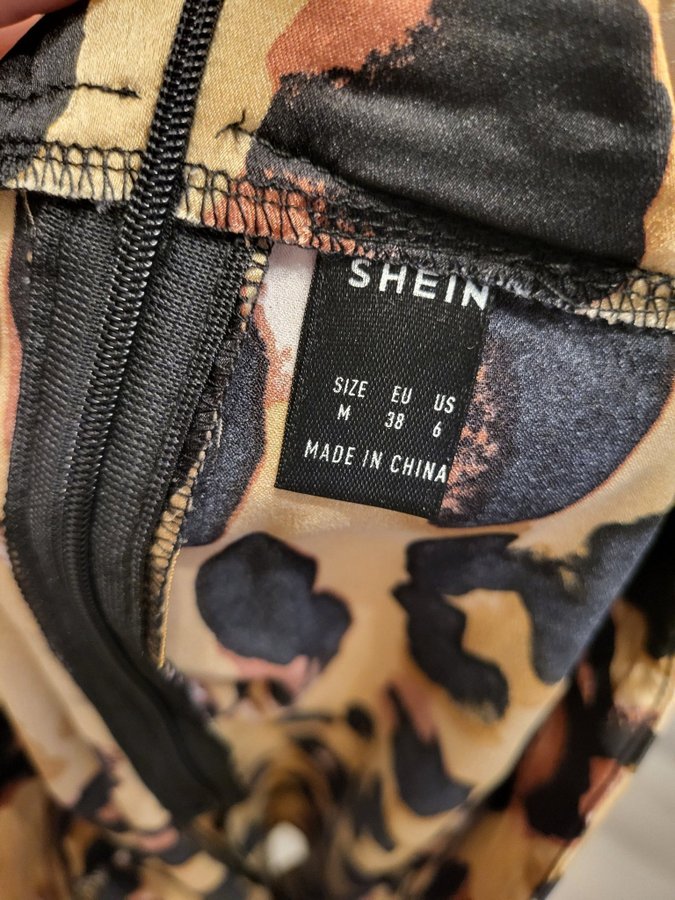 SHEIN
SIZE EU US
M 38 6
MADE IN CHINA